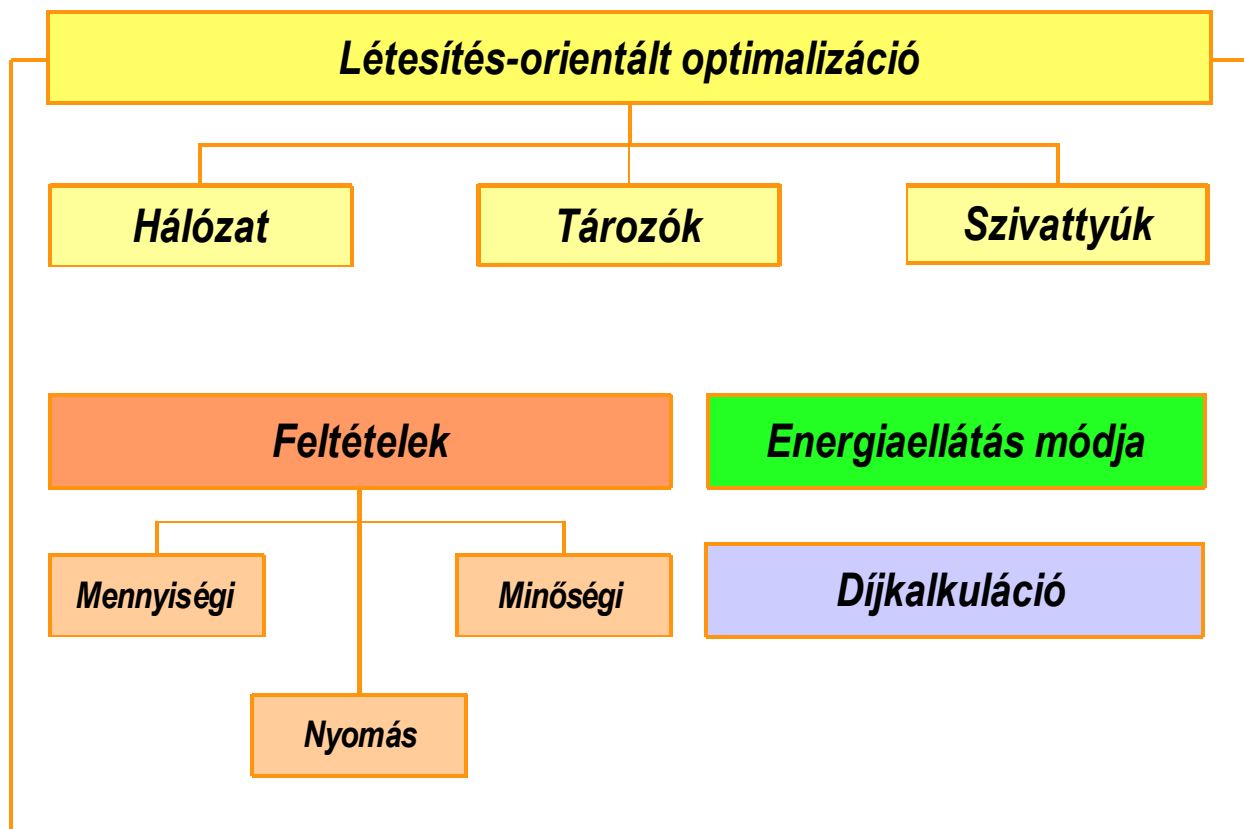 Létesítés-orientált optimalizáció
Hálózat
Tározók
Szivattyúk
Feltételek
Energiaellátás módja
Mennyiségi
Minőségi
Díjkalkuláció
Nyomás